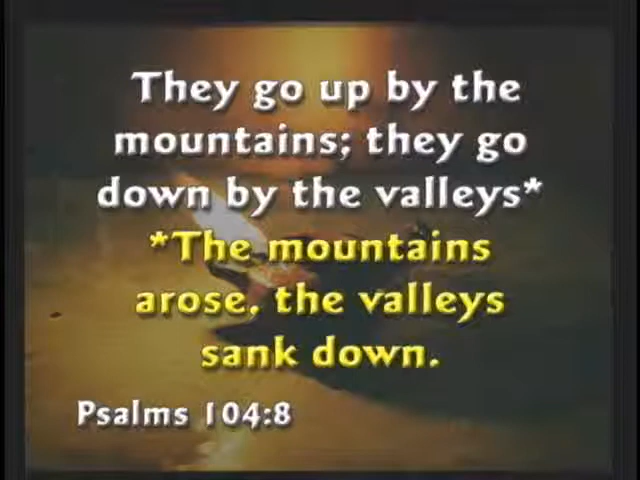 They go up by the
mountains; they go
down by the valleys*
*The mountains
arose, the valleys
sank down.
Psalms 104:8